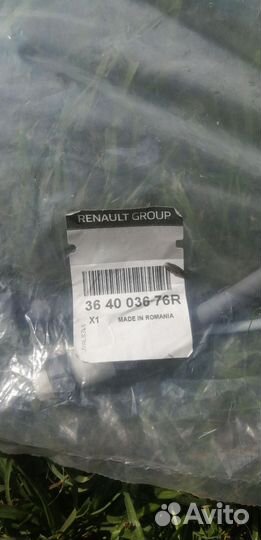 RENAULT GROUP
36 40 036 76R
X1 MADE IN ROMANIA
Avito